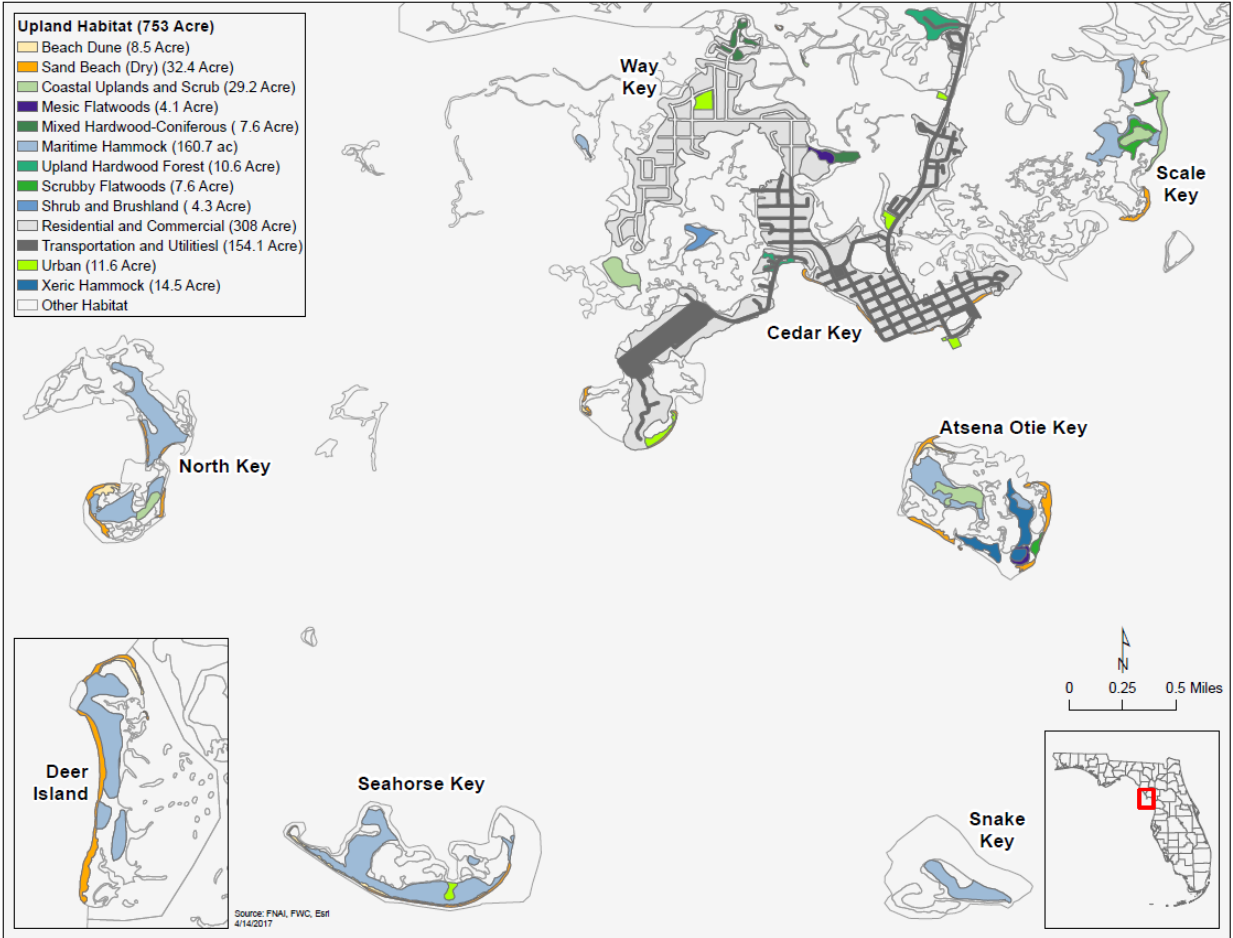 Upland Habitat (753 Acre)
Beach Dune (8.5 Acre)
Sand Beach (Dry) (32.4 Acre)
Coastal Uplands and Scrub (29.2 Acre)
Mesic Flatwoods (4.1 Acre)
Mixed Hardwood-Coniferous ( 7.6 Acre)
Maritime Hammock (160.7 ac)
Upland Hardwood Forest (10.6 Acre)
Scrubby Flatwoods (7.6 Acre)
Shrub and Brushland ( 4.3 Acre)
Residential and Commercial (308 Acre)
Transportation and Utilitiesl (154.1 Acre)
Urban (11.6 Acre)
Xeric Hammock (14.5 Acre)
Other Habitat
Way
Key
Scale
Key
Cedar Key
North Key
Atsena Otie Key
N
0 0.25 0.5 Miles
Deer
Island
Seahorse Key
Snake
Key
Source: FNAI, FWC, Esri
4/14/2017